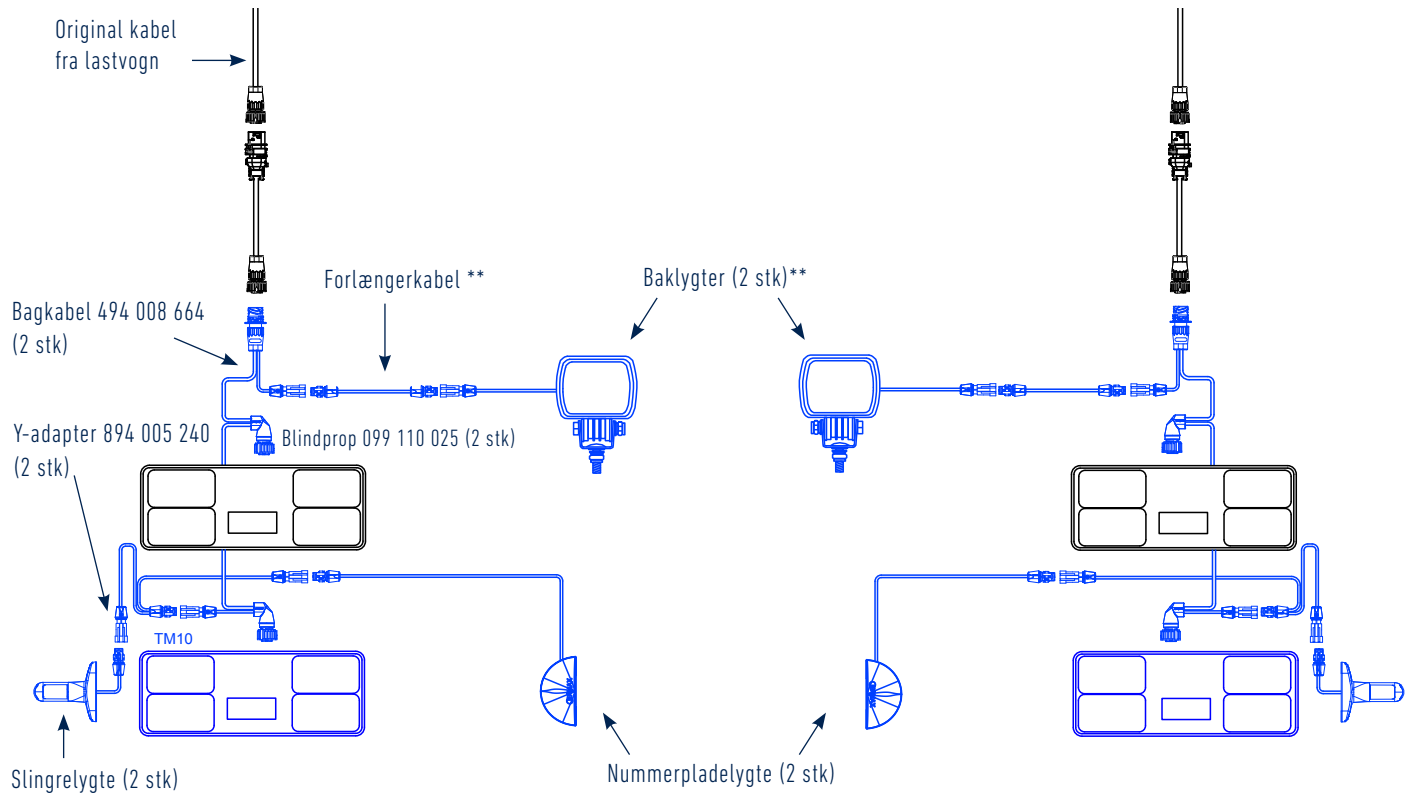 Original kabel
fra lastvogn
Forlængerkabel **
Baklygter (2 stk)**
Bagkabel 494 008 664
(2 stk)
Y-adapter 894 005 240
(2 stk)
Blindprop 099 110 025 (2 stk)
TM10
Slingrelygte (2 stk)
Nummerpladelygte (2 stk)